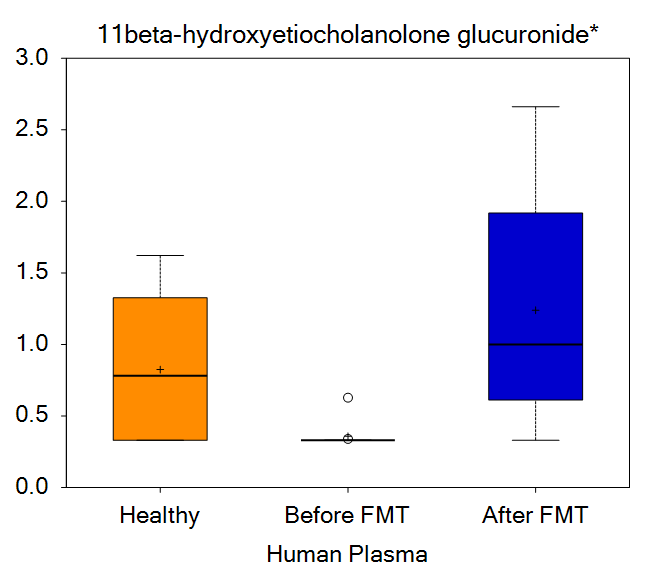 11beta-hydroxyetiocholanolone glucuronide*
3.0
2.5
2.0
1.5
1.0
0.5
0.0
Healthy Before FMT After FMT
Human Plasma